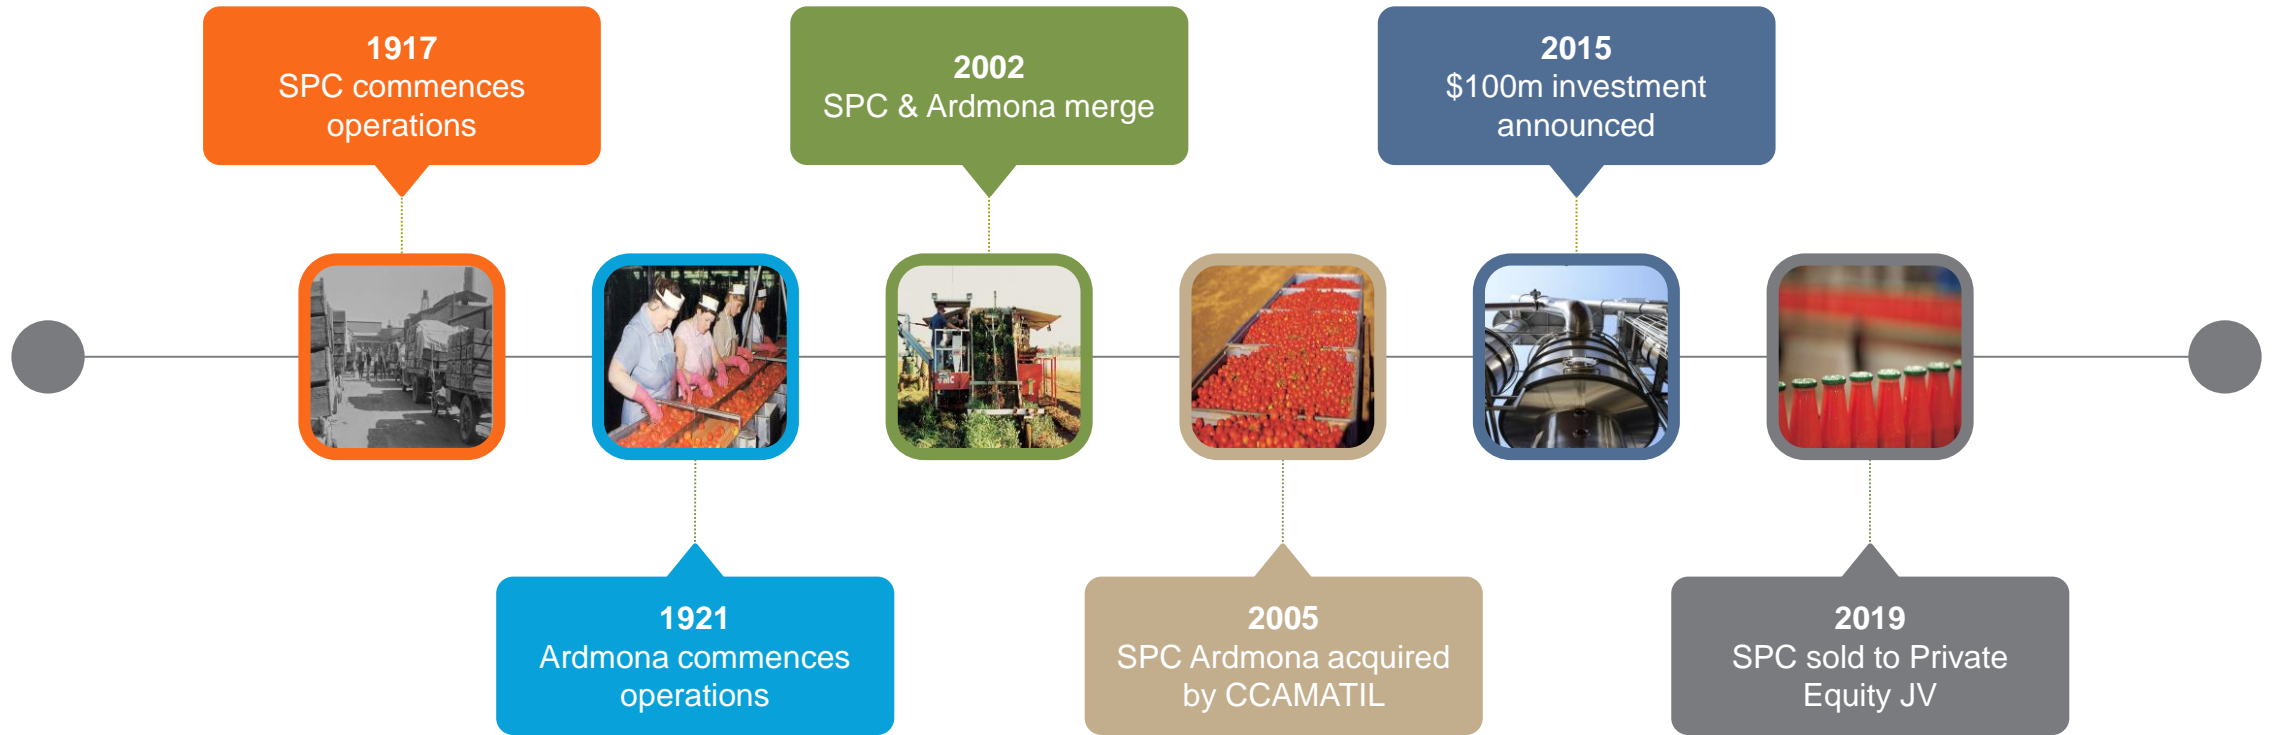 1917
SPC commences
operations
2002
SPC & Ardmona merge
2015
$100m investment
announced
1921
Ardmona commences
operations
2005
SPC Ardmona acquired
by CCAMATIL
2019
SPC sold to Private
Equity JV